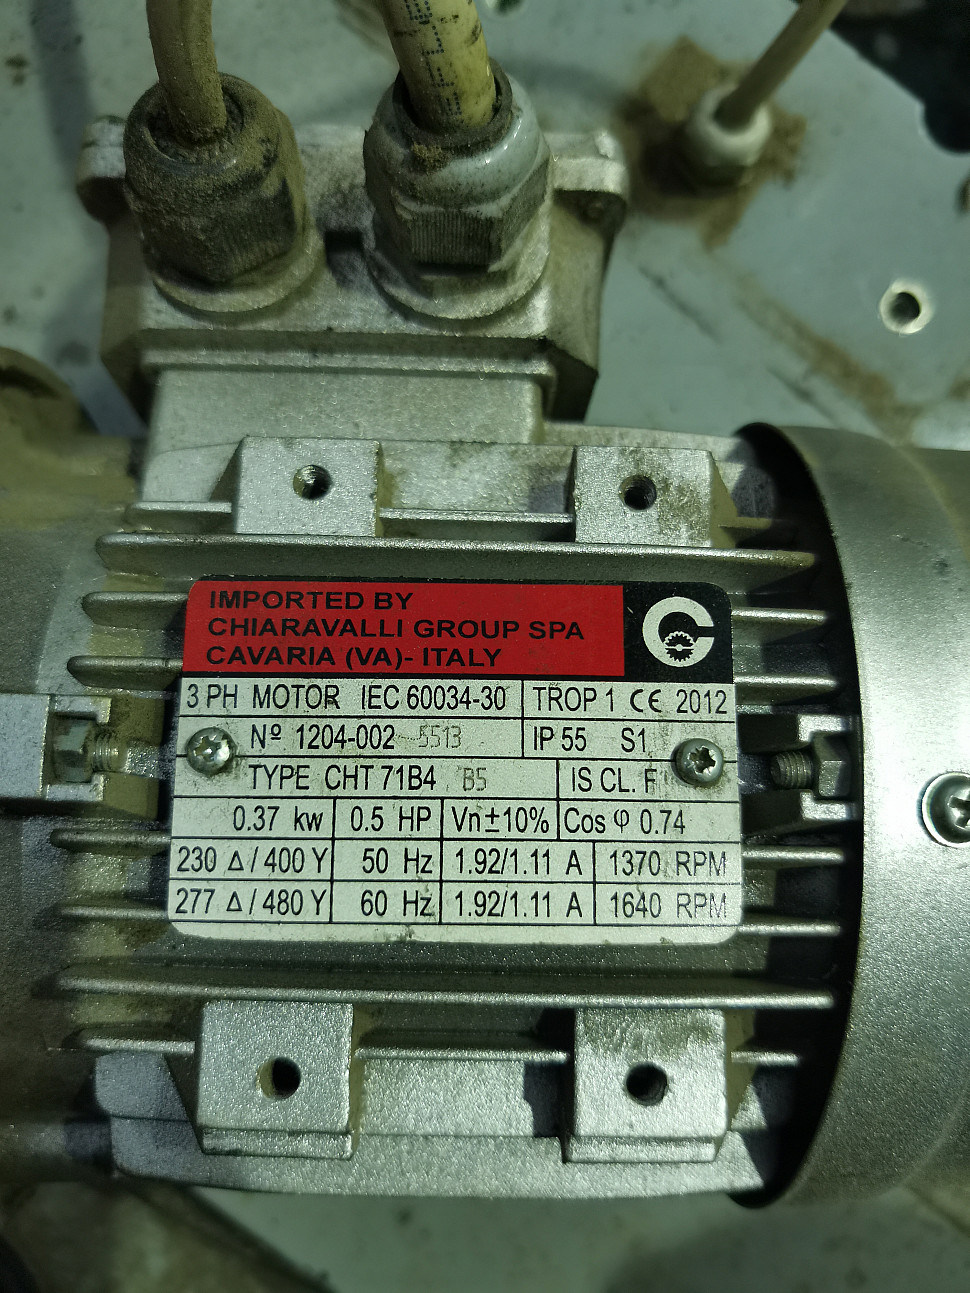 IMPORTED BY
CHIARAVALLI GROUP SPA
CAVARIA (VA)- ITALY
3 PH MOTOR IEC 60034-30 TROP 1 CE 2012
Nº 1204-002 5513 IP 55 S1
TYPE CHT 71B4 B5 IS CL. F
0.37 kw 0.5 HP Vn±10% Cos φ 0.74
230 Δ / 400 Y 50 Hz 1.92/1.11 A 1370 RPM
277 Δ / 480 Y 60 Hz 1.92/1.11 A 1640 RPM